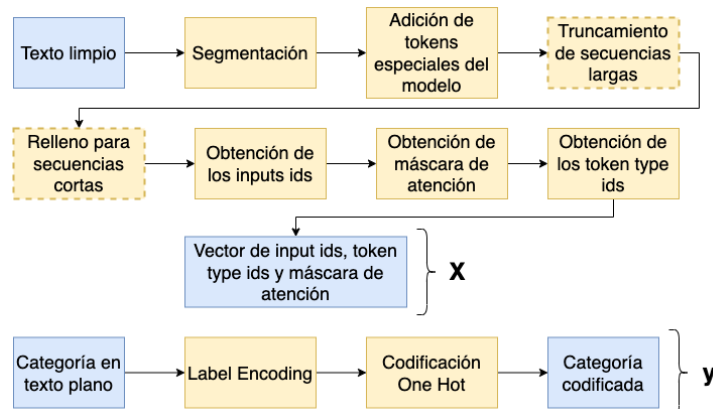 Texto limpio
Segmentación
Adición de
tokens
especiales del
modelo
Truncamiento
de secuencias
largas
Relleno para
secuencias
cortas
Obtención de
los inputs ids
Obtención de
máscara de
atención
Obtención de
los token type
ids
Vector de input ids, token
type ids y máscara de
atención
X
Categoría en
texto plano
Label Encoding
Codificación
One Hot
Categoría
codificada
y